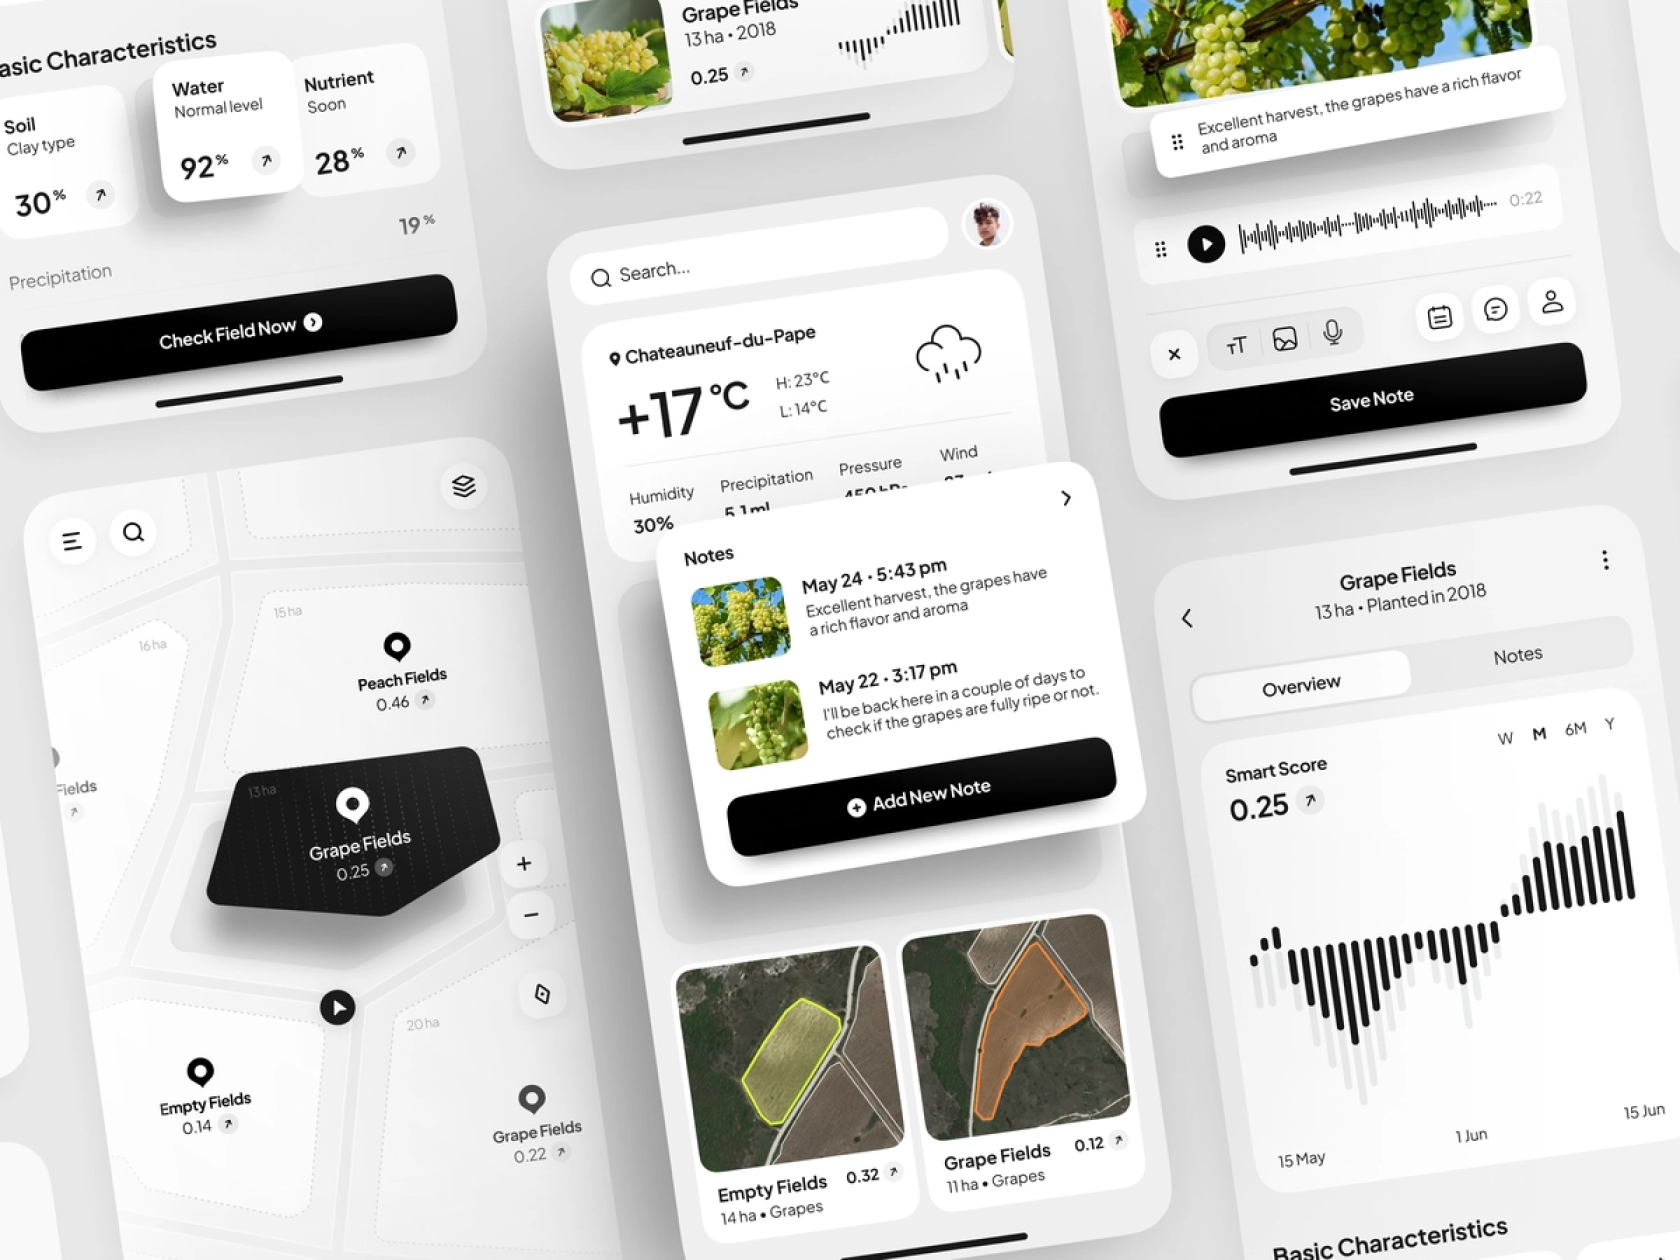 Basic Characteristics
Soil
Clay type
30%
Water
Normal level
92%
Nutrient
Soon
28%
19%
Precipitation
Check Field Now
Grape Fields
13 ha • 2018
0.25
Excellent harvest, the grapes have a rich flavor
and aroma
0:22
TT
Save Note
Search...
Chateauneuf-du-Pape
+17 °C
H: 23°C
L: 14°C
Humidity
30%
Precipitation
5.1 ml
Pressure
450 hPa
Wind
Notes
May 24 • 5:43 pm
Excellent harvest, the grapes have
a rich flavor and aroma
May 22 • 3:17 pm
I'll be back here in a couple of days to
check if the grapes are fully ripe or not.
Add New Note
Empty Fields
0.32
14 ha • Grapes
Grape Fields
0.12
11 ha • Grapes
16 ha
15 ha
Peach Fields
0.46
Fields
13 ha
Grape Fields
0.25
20 ha
Empty Fields
0.14
Grape Fields
0.22
Grape Fields
13 ha • Planted in 2018
Overview
Notes
W M 6M Y
Smart Score
0.25
15 May
1 Jun
15 Jun
Basic Characteristics